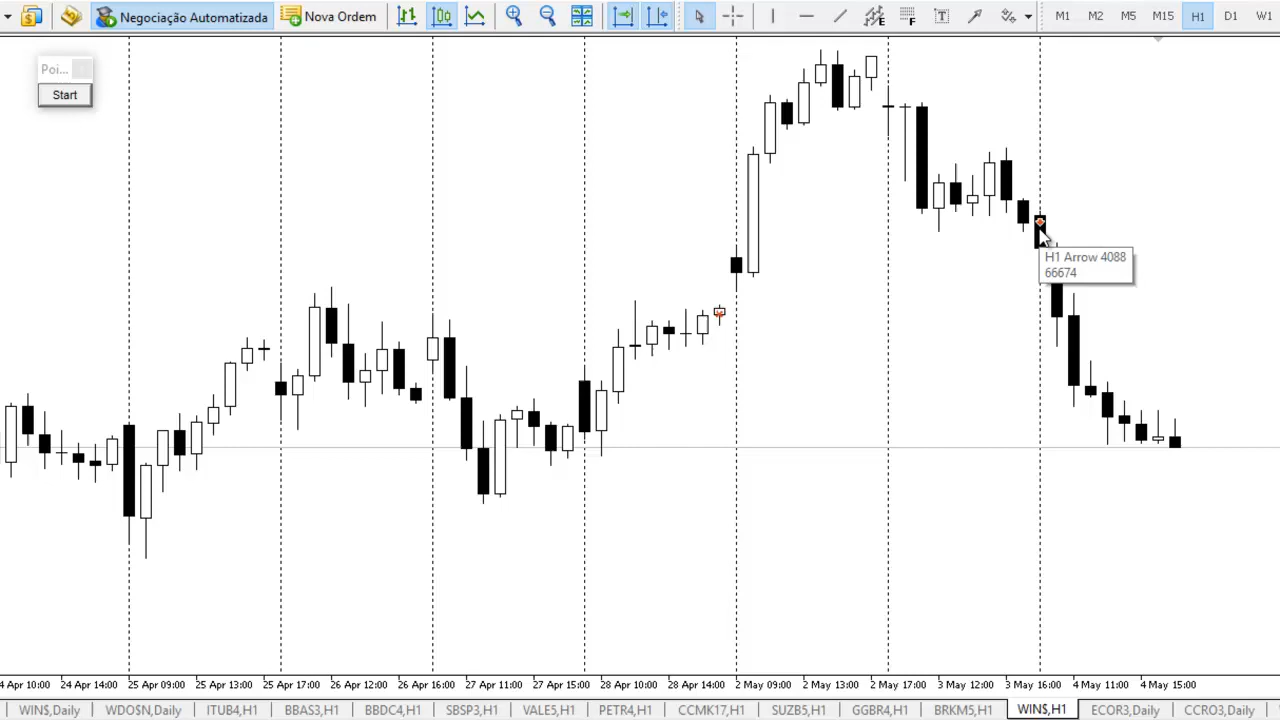 Negociação Automatizada
Nova Ordem
F
T
M1 M2 M5 M15 H1 D1 W1
Poi...
Start
H1 Arrow 4088
66674
4 Apr 10:00 24 Apr 14:00 25 Apr 09:00 25 Apr 13:00 25 Apr 17:00 26 Apr 12:00 26 Apr 16:00 27 Apr 11:00 27 Apr 15:00 28 Apr 10:00 28 Apr 14:00 2 May 09:00 2 May 13:00 2 May 17:00 3 May 12:00 3 May 16:00 4 May 11:00 4 May 15:00
WIN$,Daily WDO$N,Daily ITUB4,H1 BBAS3,H1 BBDC4,H1 SBSP3,H1 VALE5,H1 PETR4,H1 CCMK17,H1 SUZB5,H1 GGBR4,H1 BRKM5,H1 WIN$,H1 ECOR3,Daily CCRO3,Daily